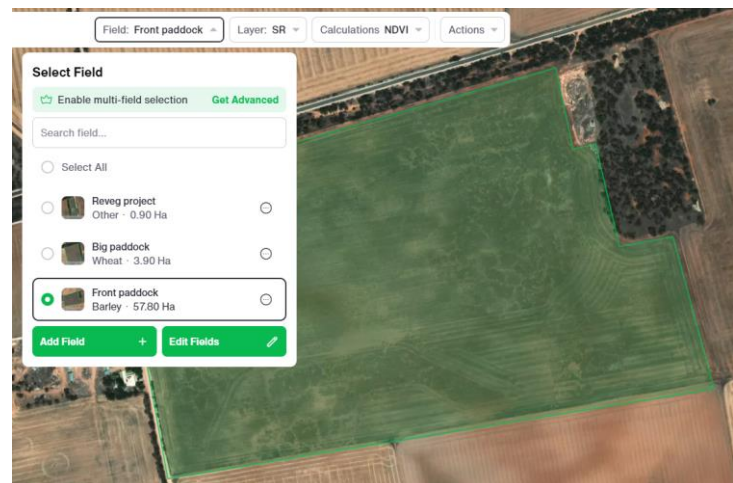 Field: Front paddock
Layer: SR
Calculations NDVI
Actions
Select Field
Enable multi-field selection
Get Advanced
Search field...
Select All
Reveg project
Other · 0.90 Ha
Big paddock
Wheat · 3.90 Ha
Front paddock
Barley · 57.80 Ha
Add Field +
Edit Fields